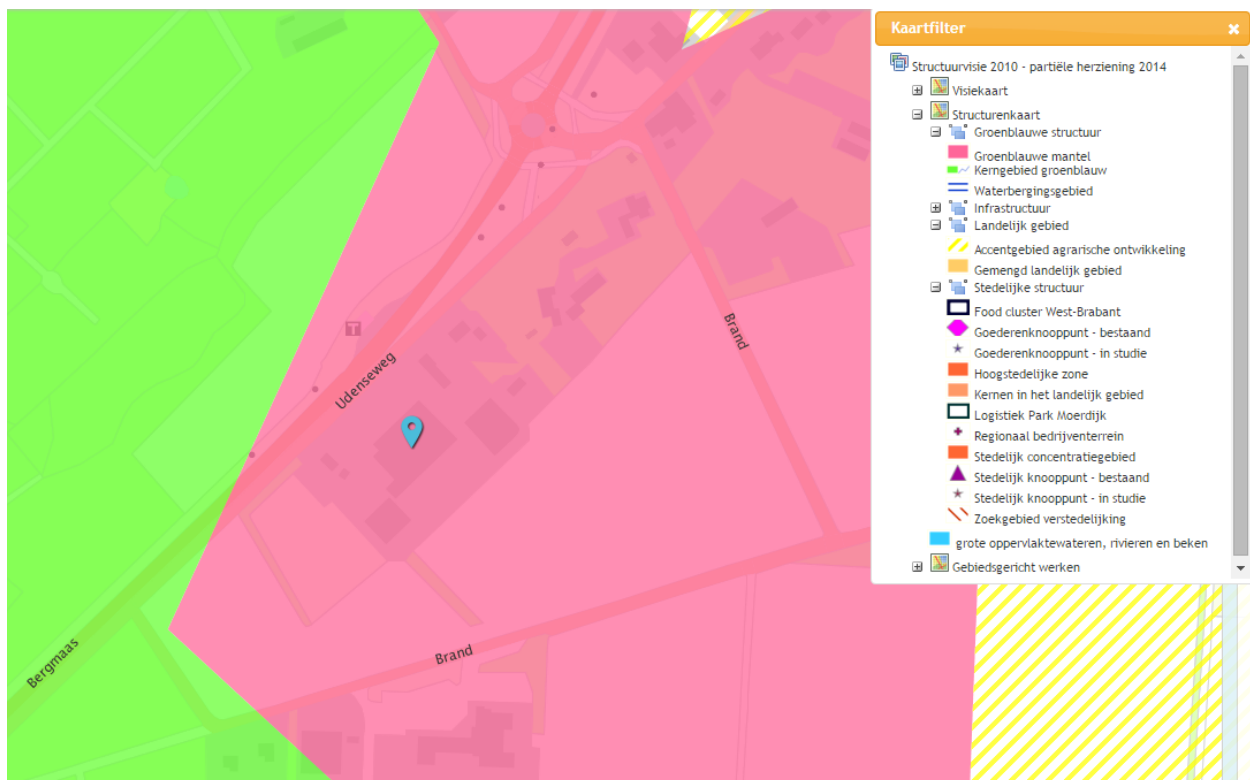 Kaartfilter
Structuurvisie 2010 - partiële herziening 2014
Visiekaart
Structurenkaart
Groenblauwe structuur
Groenblauwe mantel
Kerngebied groenblauw
Waterbergingsgebied
Infrastructuur
Landelijk gebied
Accentgebied agrarische ontwikkeling
Gemengd landelijk gebied
Stedelijke structuur
Food cluster West-Brabant
Goederenknooppunt - bestaand
Goederenknooppunt - in studie
Hoogstedelijke zone
Kernen in het landelijk gebied
Logistiek Park Moerdijk
Regionaal bedrijventerrein
Stedelijk concentratiegebied
Stedelijk knooppunt - bestaand
Stedelijk knooppunt - in studie
Zoekgebied verstedelijking
grote oppervlaktewateren, rivieren en beken
Gebiedsgericht werken
Brand
Udenseweg
T
Brand
Bergmaas